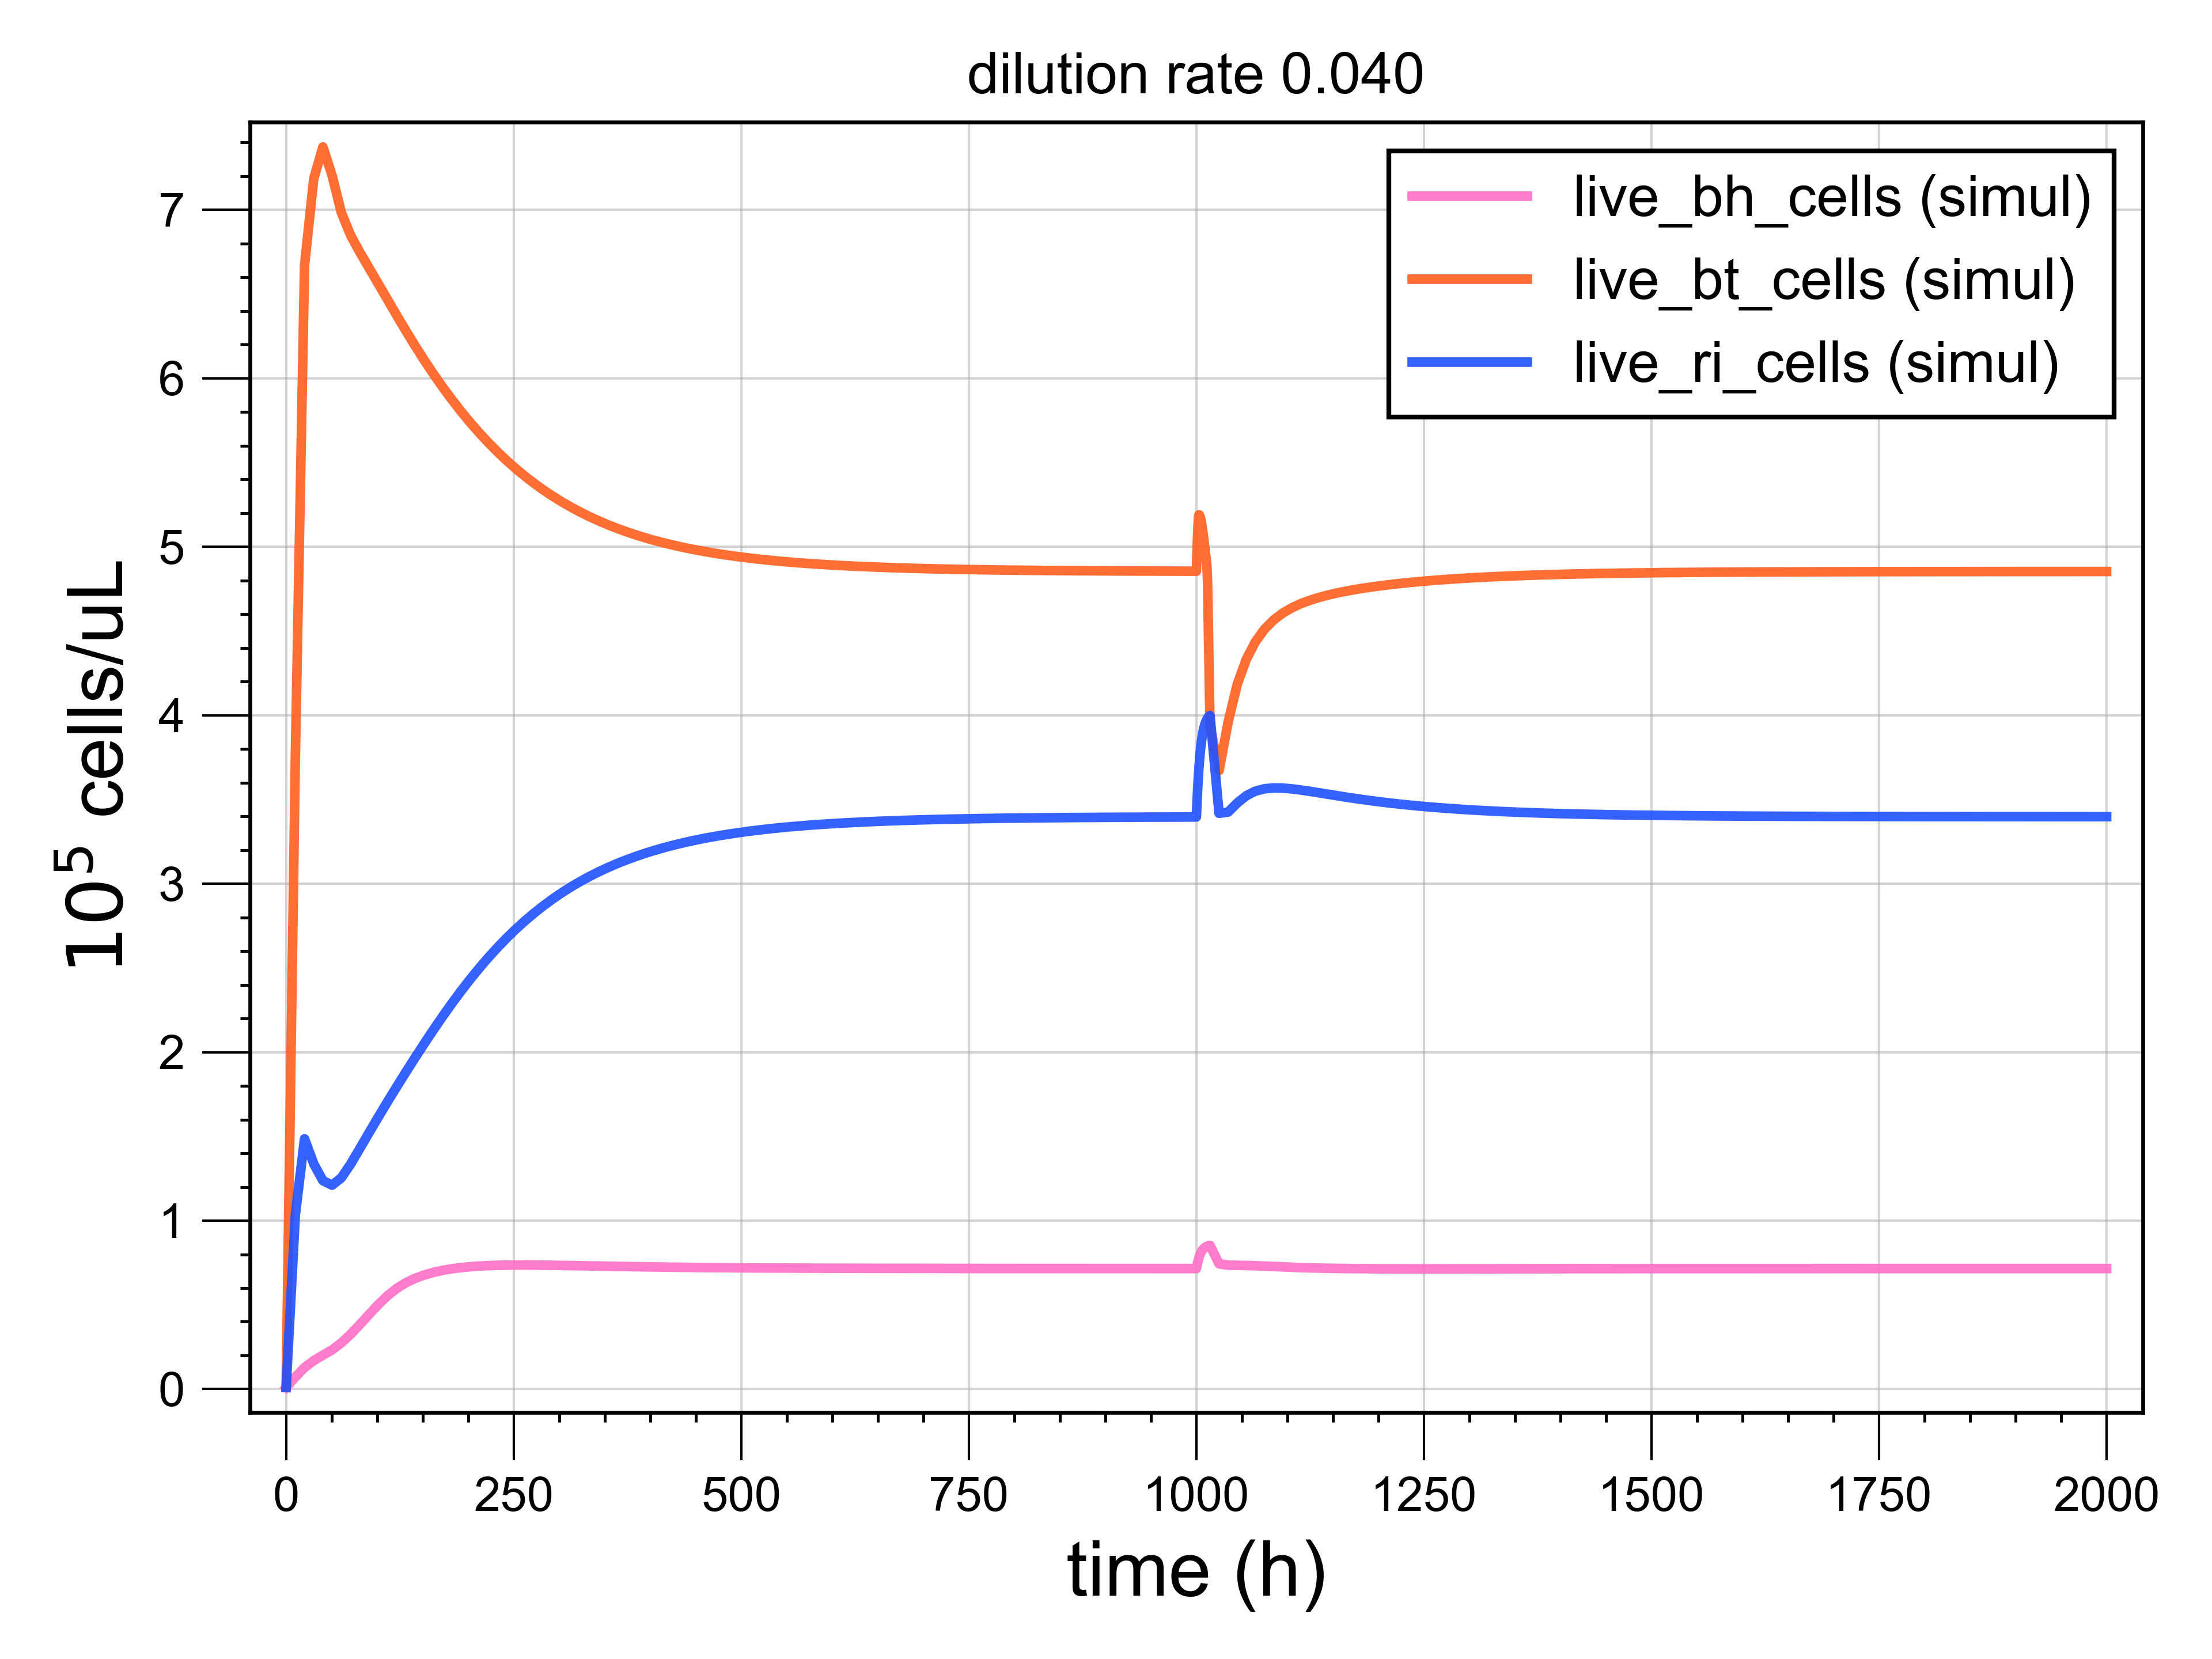 dilution rate 0.040
live_bh_cells (simul)
live_bt_cells (simul)
live_ri_cells (simul)
10⁵ cells/uL
7
6
5
4
3
2
1
0
0 250 500 750 1000 1250 1500 1750 2000
time (h)